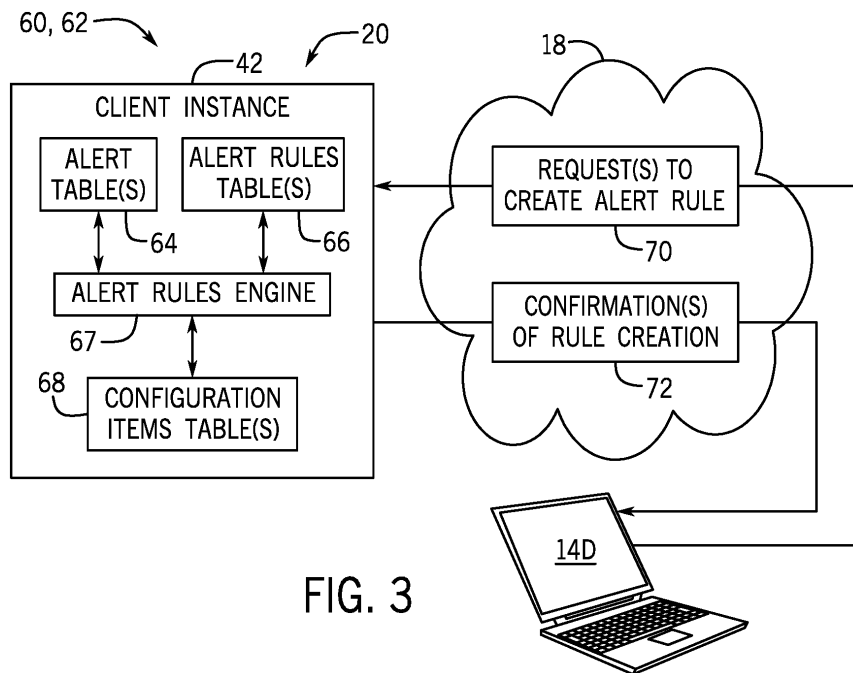 60, 62
20
42
18
CLIENT INSTANCE
ALERT
TABLE(S)
ALERT RULES
TABLE(S)
64
66
ALERT RULES ENGINE
67
68
CONFIGURATION
ITEMS TABLE(S)
REQUEST(S) TO
CREATE ALERT RULE
70
CONFIRMATION(S)
OF RULE CREATION
72
14D
FIG. 3